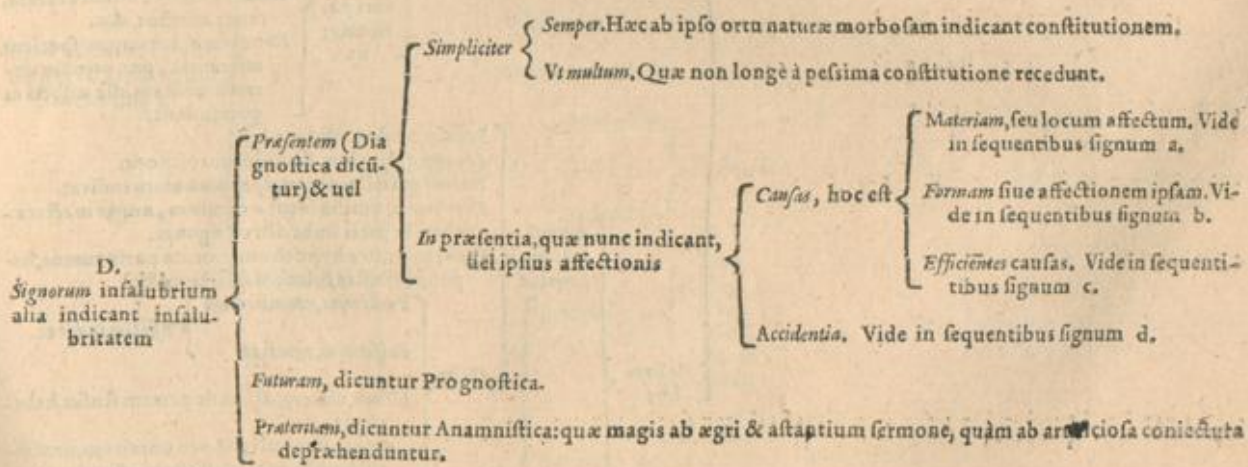 Semper. Hæc ab ipſo ortu naturæ morboſam indicant conſtitutionem.
Simpliciter
Vt multum. Quæ non longè à peſsima conſtitutione recedunt.
Præſentem (Dia
gnoſtica dicū-
tur) & uel
Materiam, ſeu locum affectum. Vide
in ſequentibus ſignum a.
Cauſas, hoc eſt
Formam ſiue affectionem ipſam. Vi-
de in ſequentibus ſignum b.
In præſentia, quæ nunc indicant,
uel ipſius affectionis
Efficiētes cauſas. Vide in ſequenti-
tibus ſignum c.
Accidentia. Vide in ſequentibus ſignum d.
D.
Signorum inſalubrium
alia indicant inſalu-
britatem
Futuram, dicuntur Prognoſtica.
Præteritam, dicuntur Anamniſtica: quæ magis ab ægri & aſtantium ſermone, quàm ab coniectura
depræhenduntur.